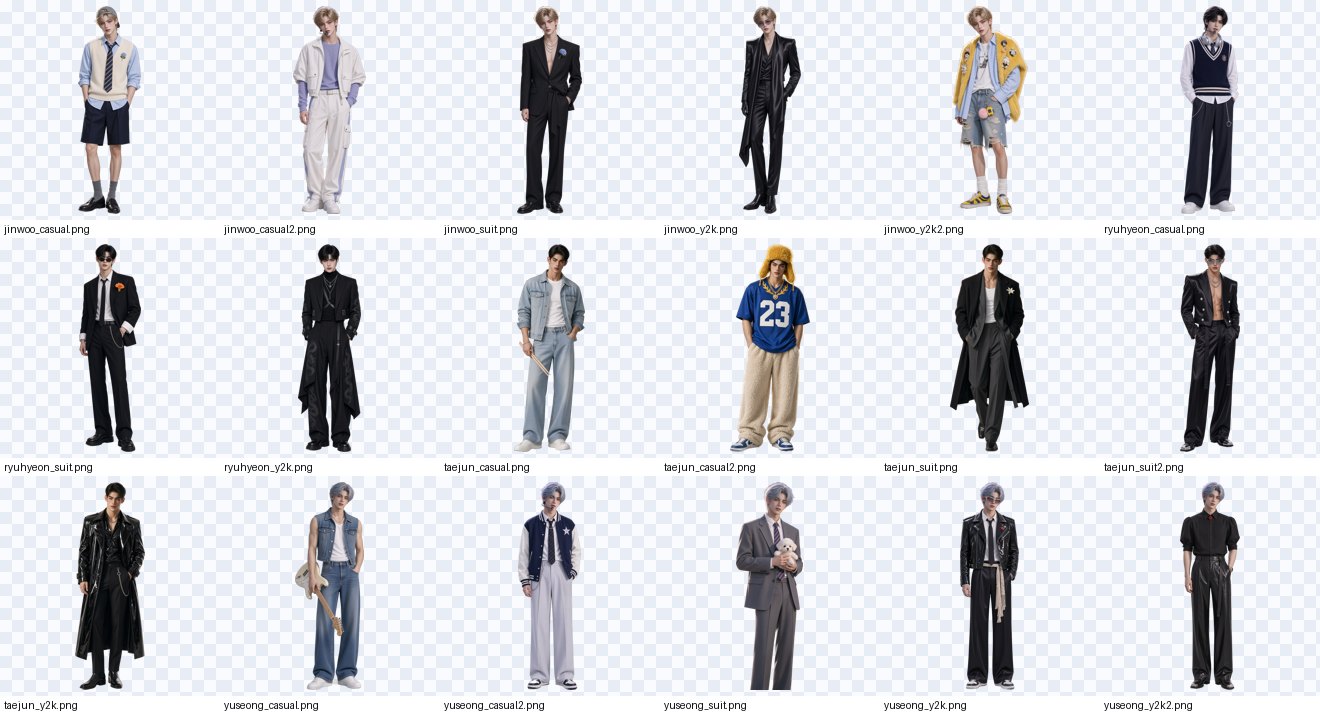 jinwoo_casual.png
jinwoo_casual2.png
jinwoo_suit.png
jinwoo_y2k.png
jinwoo_y2k2.png
ryuhyeon_casual.png
23
ryuhyeon_suit.png
ryuhyeon_y2k.png
taejun_casual.png
taejun_casual2.png
taejun_suit.png
taejun_suit2.png
taejun_y2k.png
yuseong_casual.png
yuseong_casual2.png
yuseong_suit.png
yuseong_y2k.png
yuseong_y2k2.png